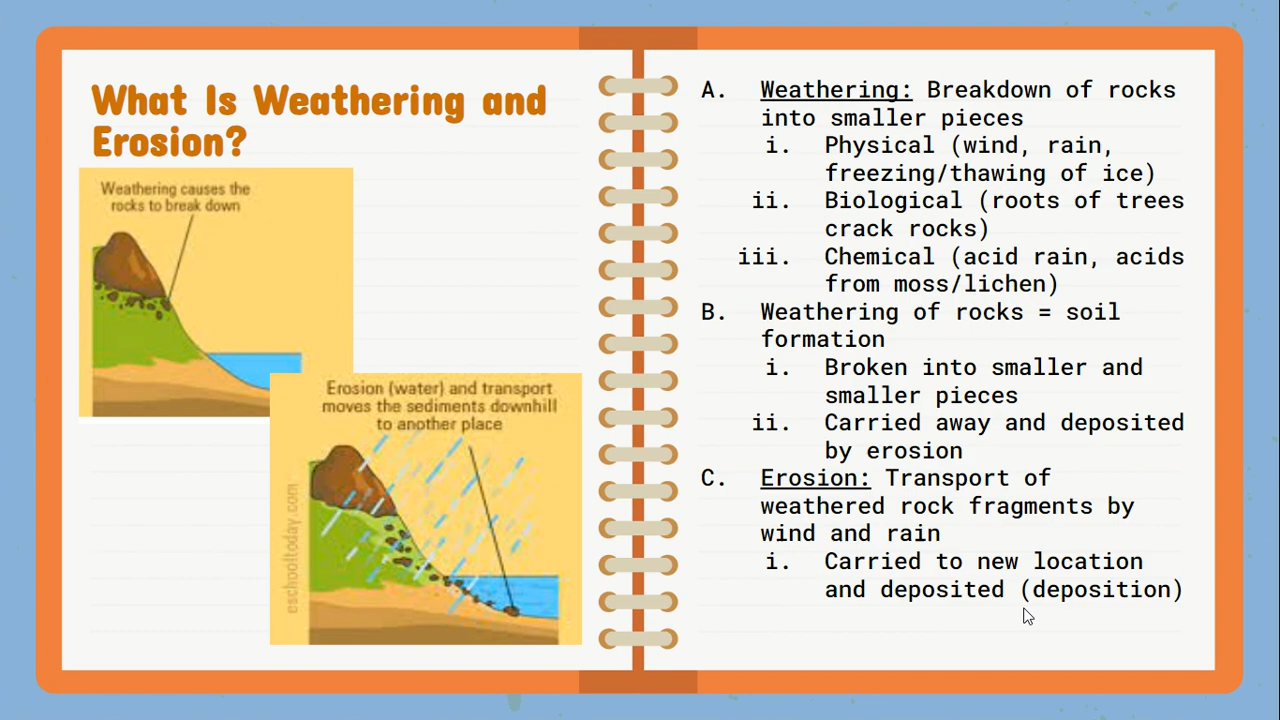 What Is Weathering and
Erosion?
Weathering causes the
rocks to break down
Erosion (water) and transport
moves the sediments downhill
to another place
eschooltoday.com
A. Weathering: Breakdown of rocks
into smaller pieces
i. Physical (wind, rain,
freezing/thawing of ice)
ii. Biological (roots of trees
crack rocks)
iii. Chemical (acid rain, acids
from moss/lichen)
B. Weathering of rocks = soil
formation
i. Broken into smaller and
smaller pieces
ii. Carried away and deposited
by erosion
C. Erosion: Transport of
weathered rock fragments by
wind and rain
i. Carried to new location
and deposited (deposition)